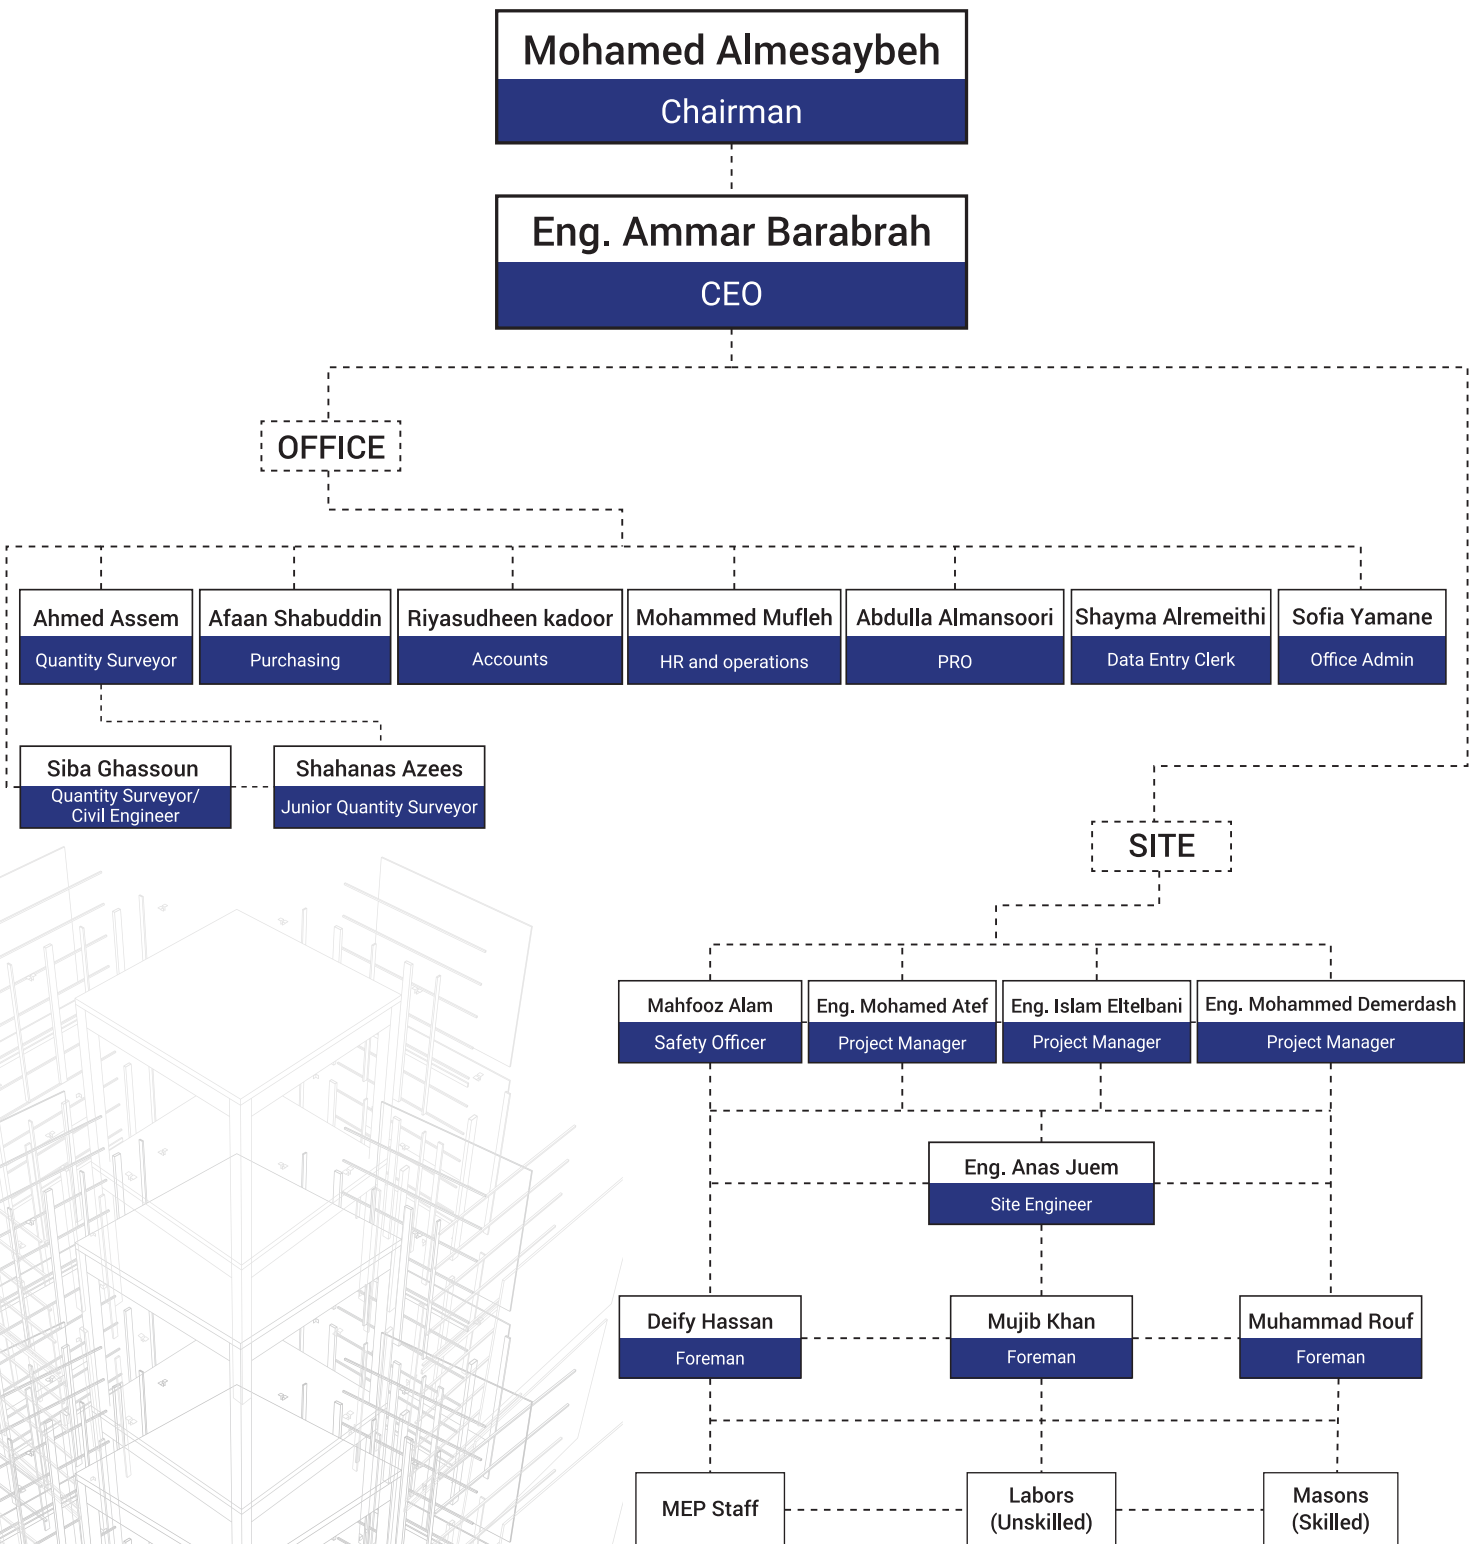 Mohamed Almesaybeh
Chairman
Eng. Ammar Barabrah
CEO
OFFICE
Ahmed Assem
Quantity Surveyor
Afaan Shabuddin
Purchasing
Riyasudheen kadoor
Accounts
Mohammed Mufleh
HR and operations
Abdulla Almansoori
PRO
Shayma Alremeithi
Data Entry Clerk
Sofia Yamane
Office Admin
Siba Ghassoun
Quantity Surveyor/
Civil Engineer
Shahanas Azees
Junior Quantity Surveyor
SITE
Mahfooz Alam
Safety Officer
Eng. Mohamed Atef
Project Manager
Eng. Islam Eltelbani
Project Manager
Eng. Mohammed Demerdash
Project Manager
Eng. Anas Juem
Site Engineer
Deify Hassan
Foreman
Mujib Khan
Foreman
Muhammad Rouf
Foreman
MEP Staff
Labors
(Unskilled)
Masons
(Skilled)